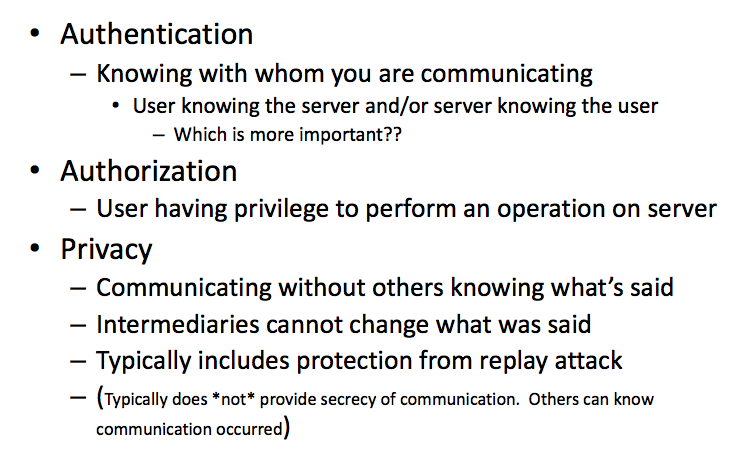 • Authentication
– Knowing with whom you are communicating
• User knowing the server and/or server knowing the user
– Which is more important??
• Authorization
– User having privilege to perform an operation on server
• Privacy
– Communicating without others knowing what’s said
– Intermediaries cannot change what was said
– Typically includes protection from replay attack
– (Typically does *not* provide secrecy of communication.  Others can know
communication occurred)